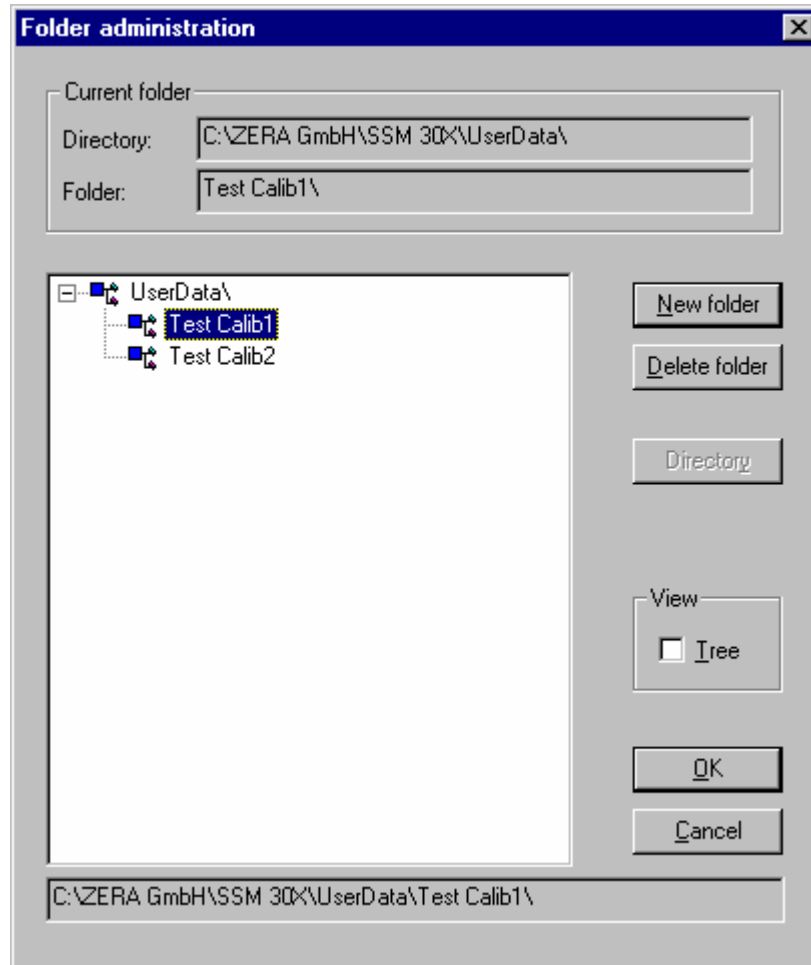 Folder administration
Current folder
Directory: C:\ZERA GmbH\SSM 30X\UserData\
Folder: Test Calib1\
UserData\
Test Calib1
Test Calib2
New folder
Delete folder
Directory
View
Tree
OK
Cancel
C:\ZERA GmbH\SSM 30X\UserData\Test Calib1\